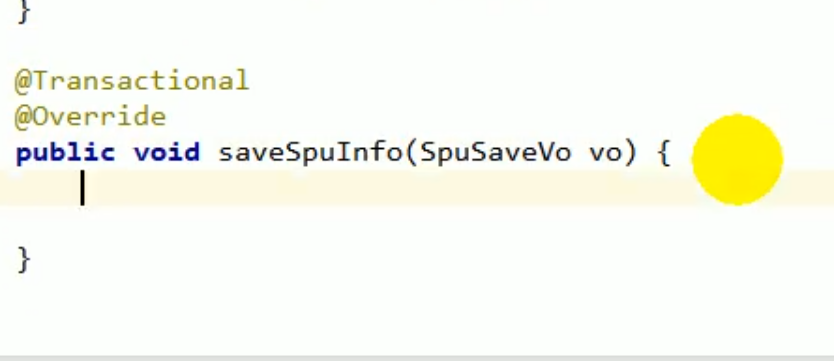 }
@Transactional
@Override
public void saveSpuInfo(SpuSaveVo vo) {
}